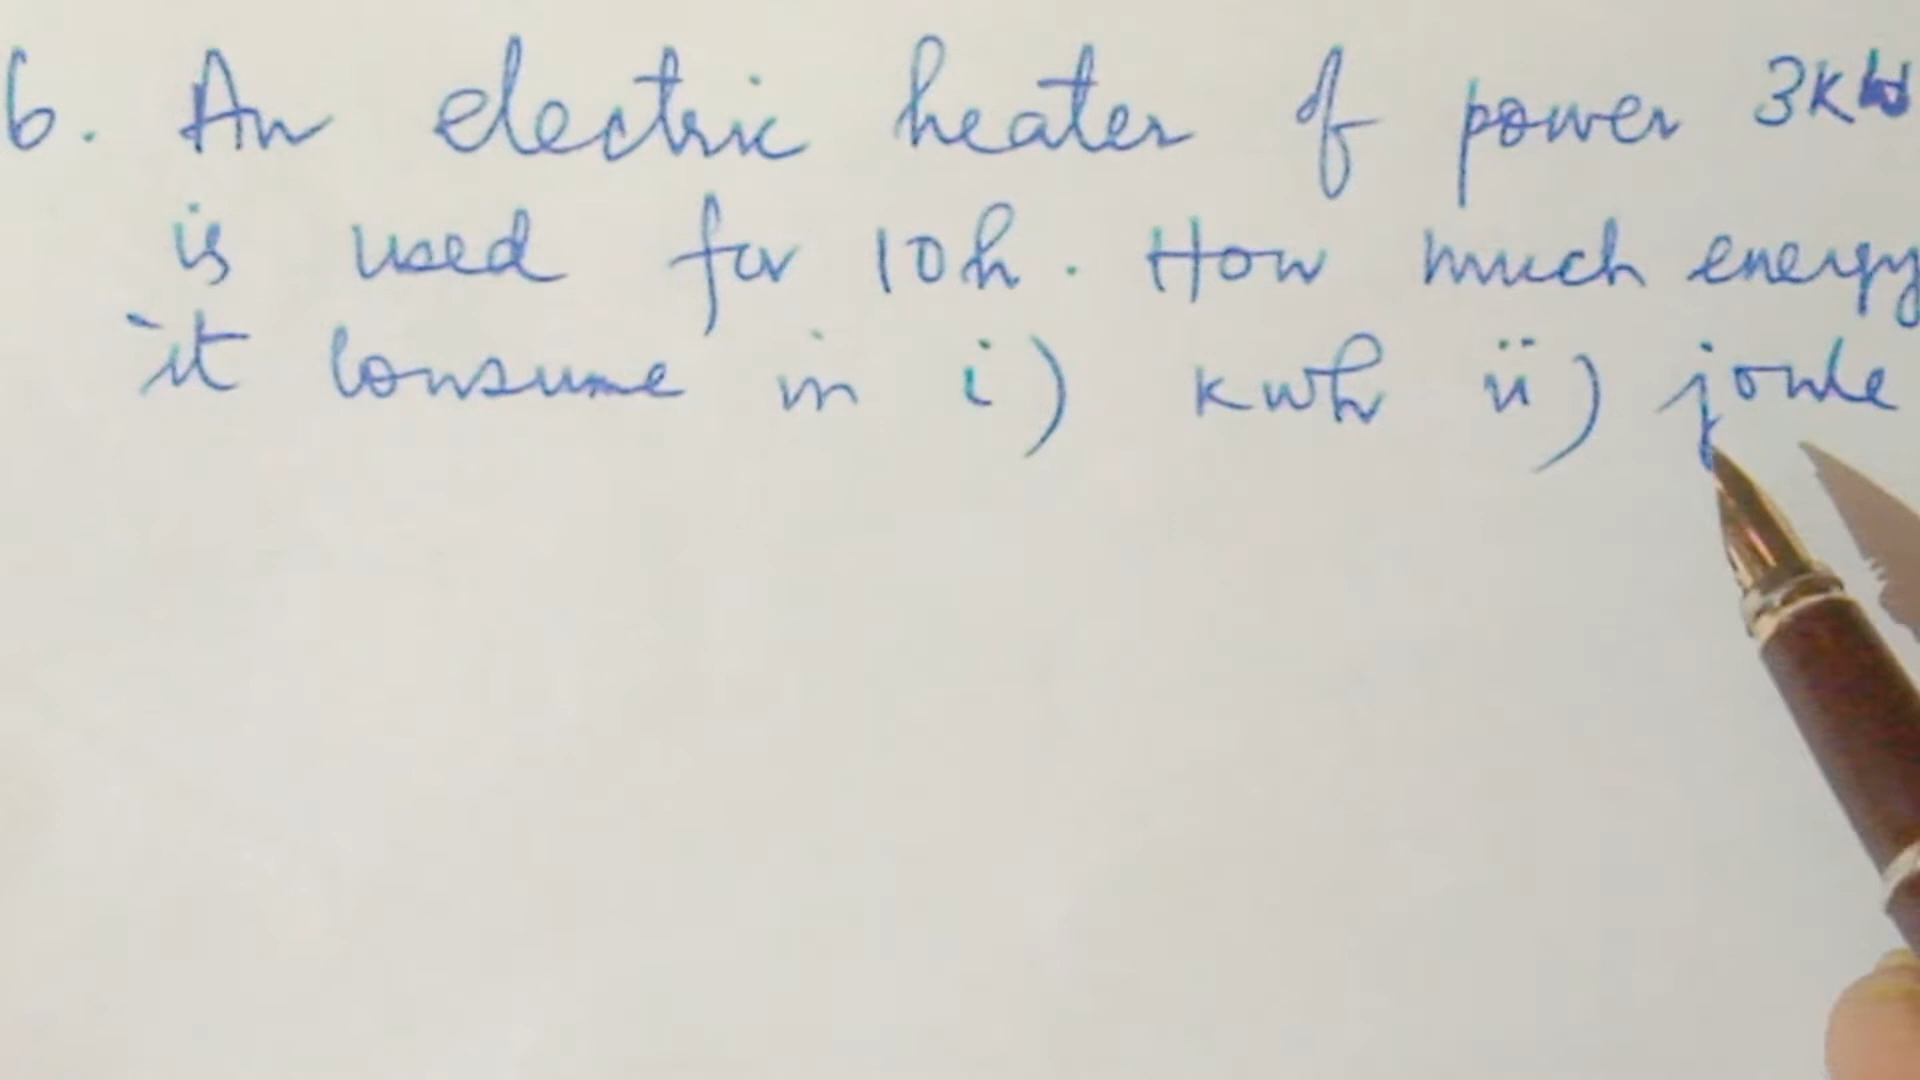 6. An electric heater of power 3kW
is used for 10h. How much energy
it consume in i) kwh ii) joule